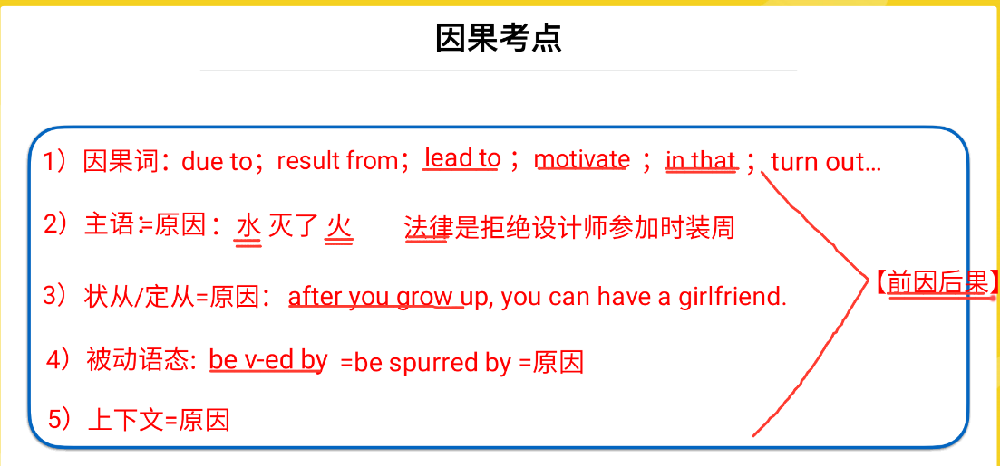 因果考点
1）因果词：due to；result from；lead to ；motivate ；in that ；turn out…
2）主语：=原因： 水 灭了 火 法律是拒绝设计师参加时装周
3）状从/定从=原因：after you grow up, you can have a girlfriend.
【前因后果】
4）被动语态: be v-ed by =be spurred by =原因
5）上下文=原因